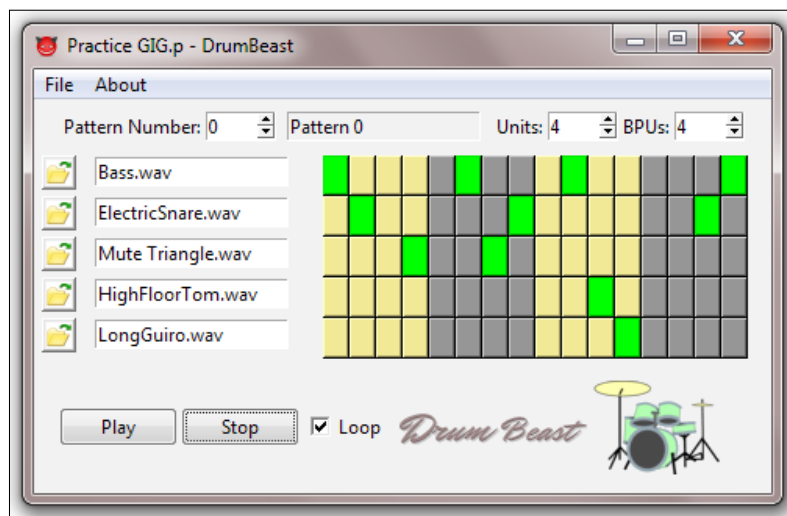 Practice GIG.p - DrumBeast
File About
Pattern Number: 0 Pattern 0 Units: 4 BPUs: 4
Bass.wav
ElectricSnare.wav
Mute Triangle.wav
HighFloorTom.wav
LongGuiro.wav
Play Stop Loop Drum Beast